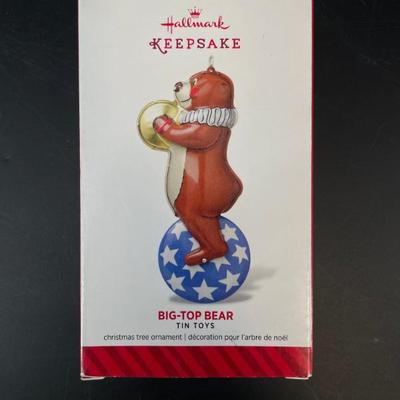 Hallmark
KEEPSAKE
BIG-TOP BEAR
TIN TOYS
christmas tree ornament | décoration pour l'arbre de noël